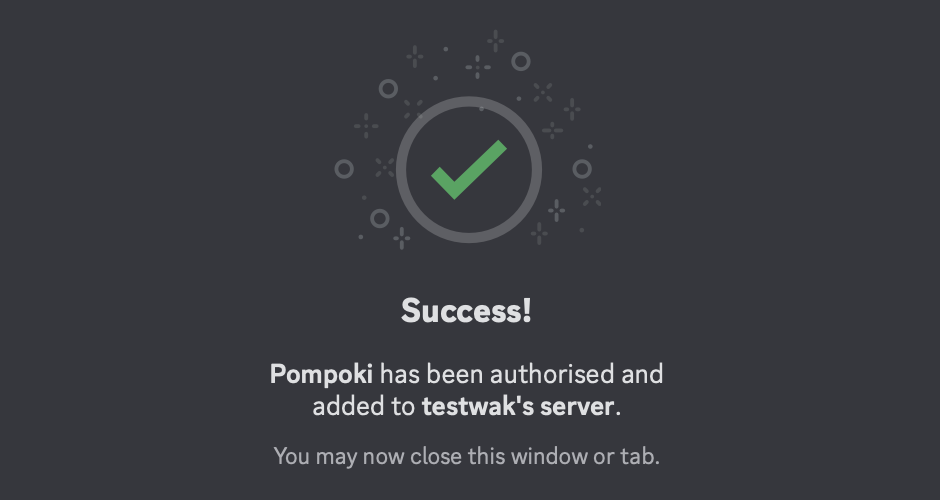 Success!
Pompoki has been authorised and
added to testwak's server.
You may now close this window or tab.